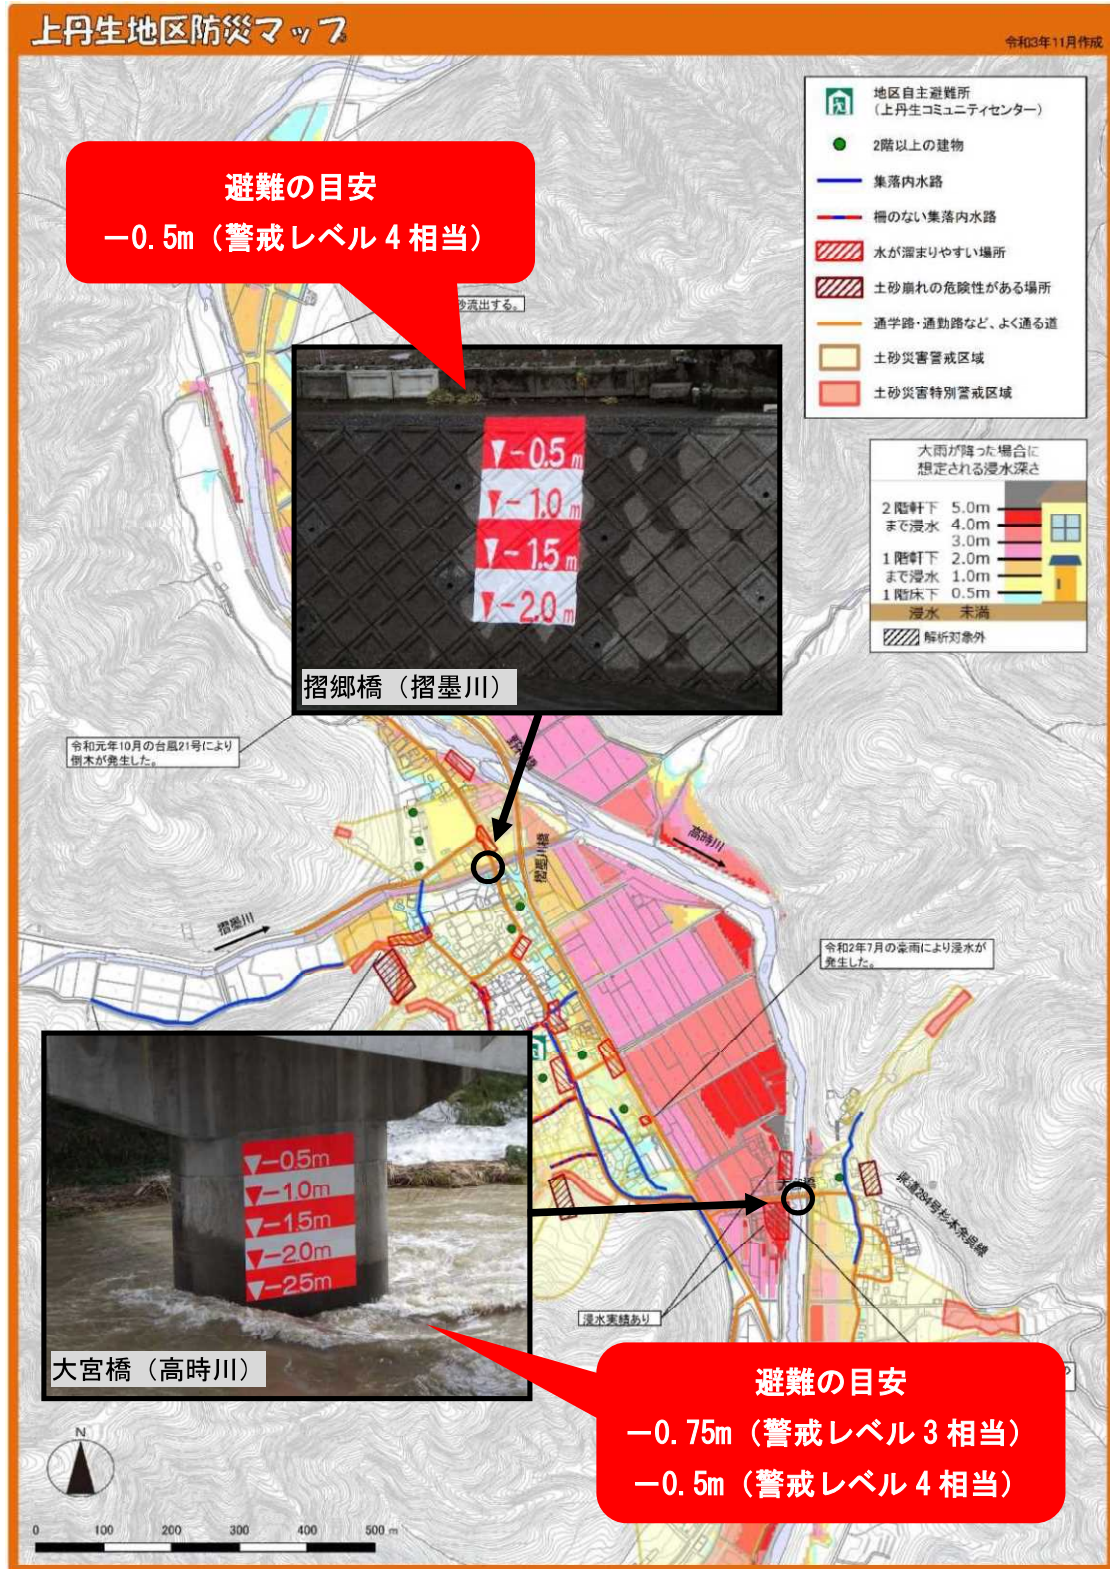 上丹生地区防災マップ
令和3年11月作成
地区自主避難所
(上丹生コミュニティセンター)
2階以上の建物
集落内水路
柵のない集落内水路
水が溜まりやすい場所
土砂崩れの危険性がある場所
通学路・通勤路など、よく通る道
土砂災害警戒区域
土砂災害特別警戒区域
避難の目安
－0.5m（警戒レベル4相当）
砂流出する。
▼-0.5m
▼-1.0m
▼-1.5m
▼-2.0m
摺郷橋（摺墨川）
大雨が降った場合に
想定される浸水深さ
2階軒下 5.0m
まで浸水 4.0m
3.0m
1階軒下 2.0m
まで浸水 1.0m
1階床下 0.5m
浸水 未満
解析対象外
令和元年10月の台風21号により
倒木が発生した。
高時川
摺墨川橋
摺墨川
令和2年7月の豪雨により浸水が
発生した。
県道284号杉本余呉線
▼-0.5m
▼-1.0m
▼-1.5m
▼-2.0m
▼-2.5m
大宮橋（高時川）
浸水実績あり
避難の目安
－0.75m（警戒レベル3相当）
－0.5m（警戒レベル4相当）
N
0 100 200 300 400 500 m